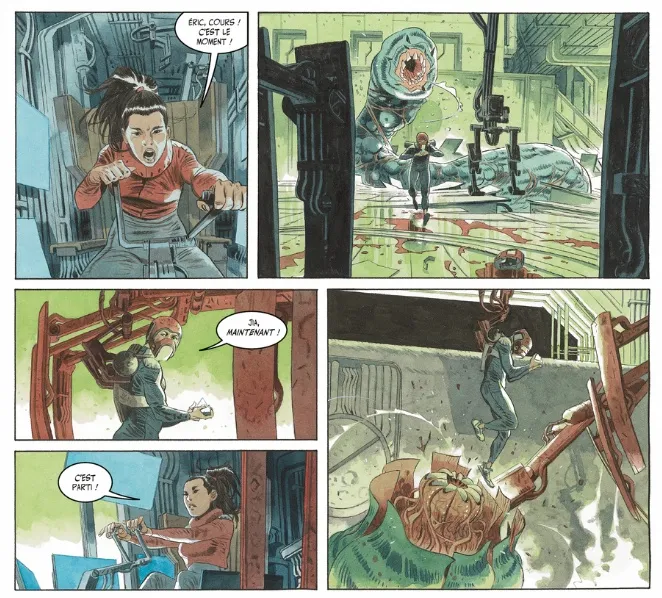 ÉRIC, COURS !
C'EST LE
MOMENT !
JIA,
MAINTENANT !
C'EST
PARTI !